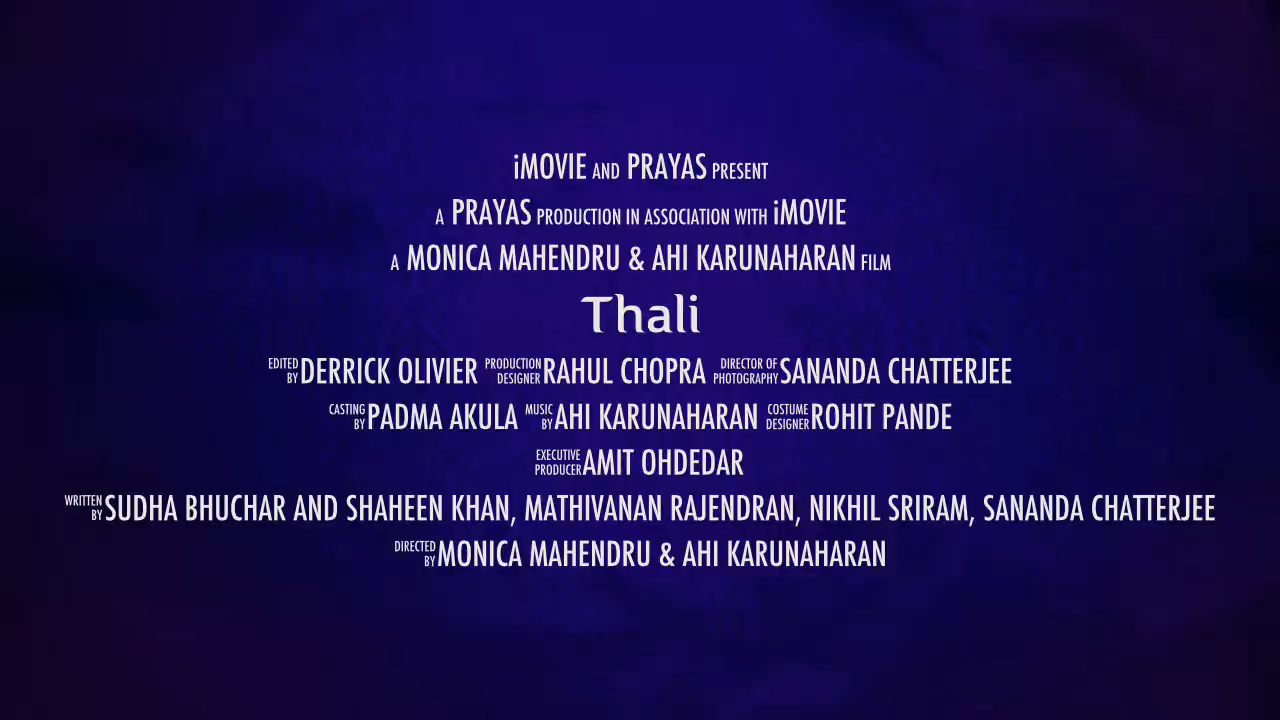 iMOVIE AND PRAYAS PRESENT
A PRAYAS PRODUCTION IN ASSOCIATION WITH iMOVIE
A MONICA MAHENDRU & AHI KARUNAHARAN FILM
Thali
EDITED BY DERRICK OLIVIER PRODUCTION DESIGNER RAHUL CHOPRA DIRECTOR OF PHOTOGRAPHY SANANDA CHATTERJEE
CASTING BY PADMA AKULA MUSIC BY AHI KARUNAHARAN COSTUME DESIGNER ROHIT PANDE
EXECUTIVE PRODUCER AMIT OHDEDAR
WRITTEN BY SUDHA BHUCHAR AND SHAHEEN KHAN, MATHIVANAN RAJENDRAN, NIKHIL SRIRAM, SANANDA CHATTERJEE
DIRECTED BY MONICA MAHENDRU & AHI KARUNAHARAN